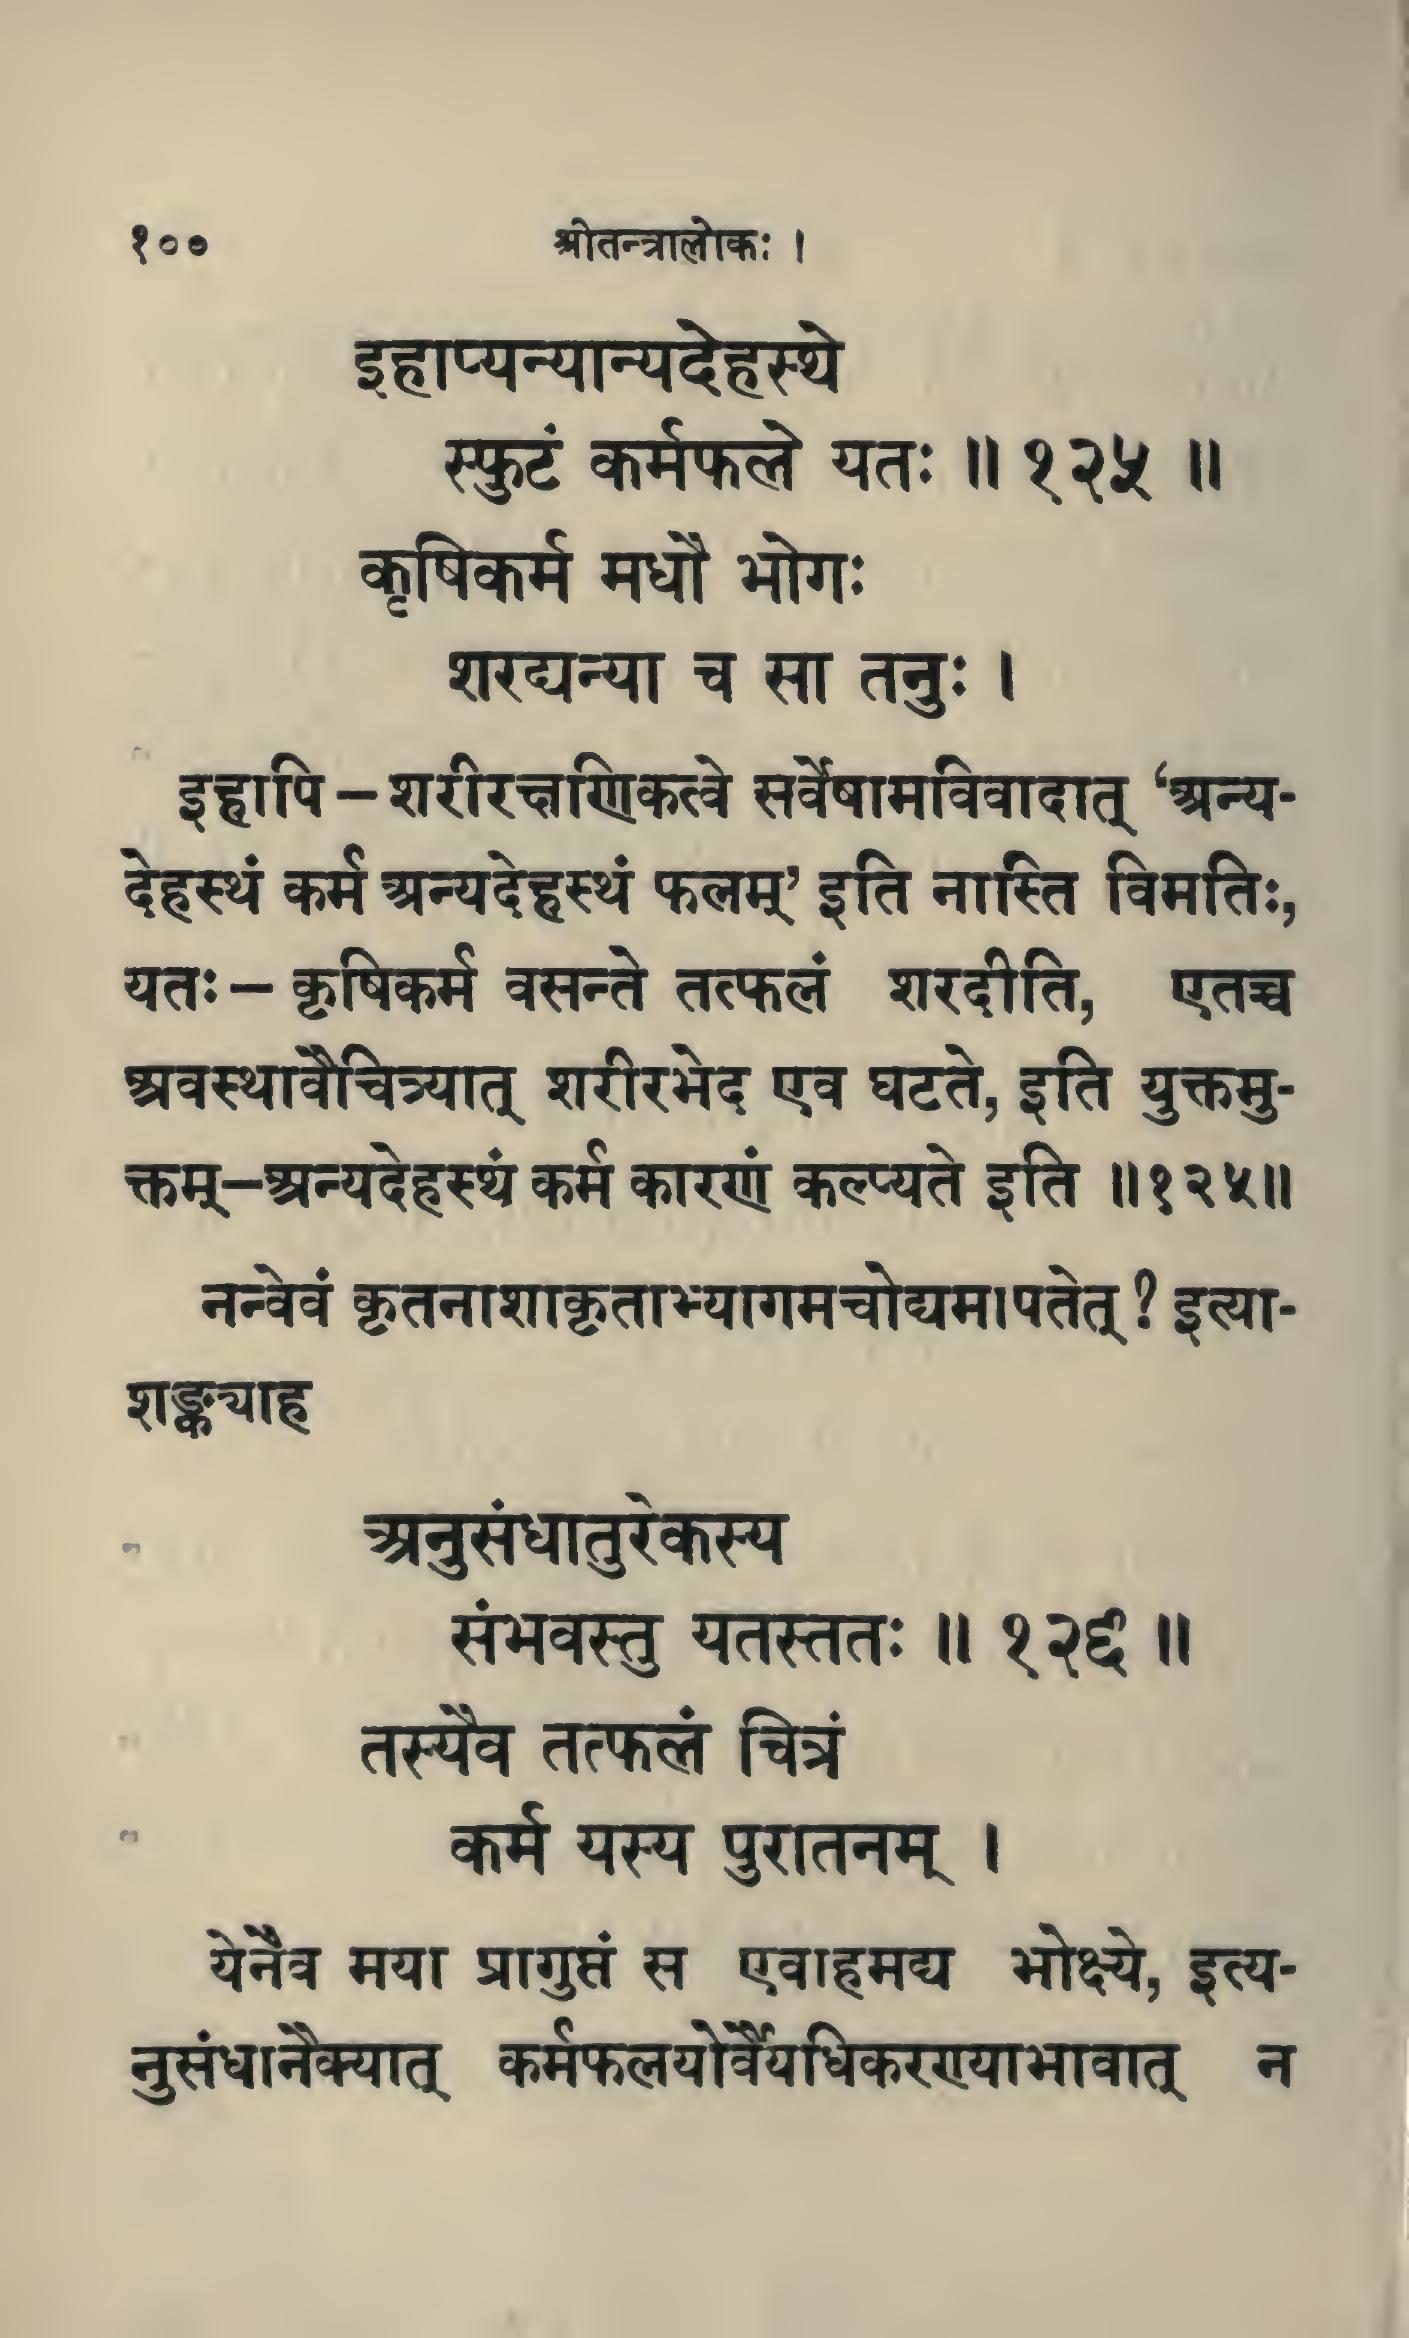 १०० श्रीतन्त्रालोकः ।
इहाप्यन्यान्यदेहस्थे
स्फुटं कर्मफले यतः ॥ १२५ ॥
कृषिकर्म मधौ भोगः
शरद्यन्या च सा तनुः ।
इहापि – शरीरक्षणिकत्वे सर्वेषामविवादात् ‘अन्य-
देहस्थं कर्म अन्यदेहस्थं फलम्’ इति नास्ति विमतिः,
यतः – कृषिकर्म वसन्ते तत्फलं शरदीति, एतच्च
अवस्थावैचित्र्यात् शरीरभेद एव घटते, इति युक्तमु-
क्तम्–अन्यदेहस्थं कर्म कारणं कल्प्यते इति ॥१२५॥
नन्वेवं कृतनाशाकृताभ्यागमचोद्यमापतेत् ? इत्या-
शङ्क्याह
अनुसंधातुरेकस्य
संभवस्तु यतस्ततः ॥ १२६ ॥
तस्यैव तत्फलं चित्रं
कर्म यस्य पुरातनम् ।
येनैव मया प्रागुप्तं स एवाहमद्य भोक्ष्ये, इत्य-
नुसंधानैक्यात् कर्मफलयोर्वैयधिकरण्याभावात् न